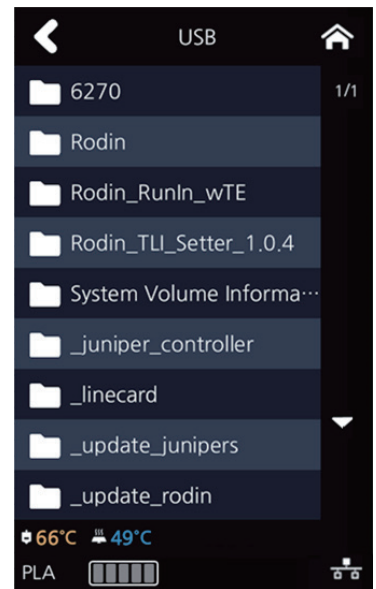 USB
6270
1/1
Rodin
Rodin_RunIn_wTE
Rodin_TLI_Setter_1.0.4
System Volume Informa···
_juniper_controller
_linecard
_update_junipers
_update_rodin
66°C 49°C
PLA